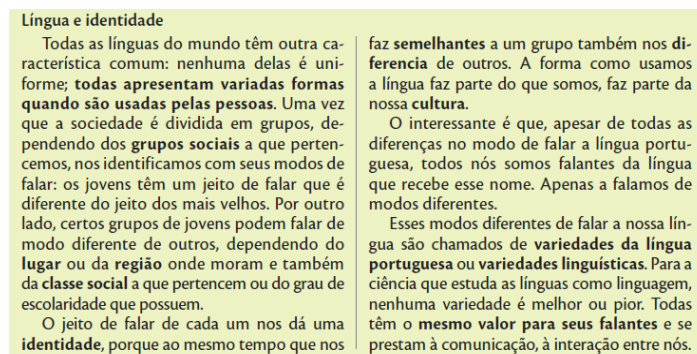 Língua e identidade
Todas as línguas do mundo têm outra ca-
racterística comum: nenhuma delas é uni-
forme; todas apresentam variadas formas
quando são usadas pelas pessoas. Uma vez
que a sociedade é dividida em grupos, de-
pendendo dos grupos sociais a que perten-
cemos, nos identificamos com seus modos de
falar: os jovens têm um jeito de falar que é
diferente do jeito dos mais velhos. Por outro
lado, certos grupos de jovens podem falar de
modo diferente de outros, dependendo do
lugar ou da região onde moram e também
da classe social a que pertencem ou do grau de
escolaridade que possuem.
O jeito de falar de cada um nos dá uma
identidade, porque ao mesmo tempo que nos
faz semelhantes a um grupo também nos di-
ferencia de outros. A forma como usamos
a língua faz parte do que somos, faz parte da
nossa cultura.
O interessante é que, apesar de todas as
diferenças no modo de falar a língua portu-
guesa, todos nós somos falantes da língua
que recebe esse nome. Apenas a falamos de
modos diferentes.
Esses modos diferentes de falar a nossa lín-
gua são chamados de variedades da língua
portuguesa ou variedades linguísticas. Para a
ciência que estuda as línguas como linguagem,
nenhuma variedade é melhor ou pior. Todas
têm o mesmo valor para seus falantes e se
prestam à comunicação, à interação entre nós.